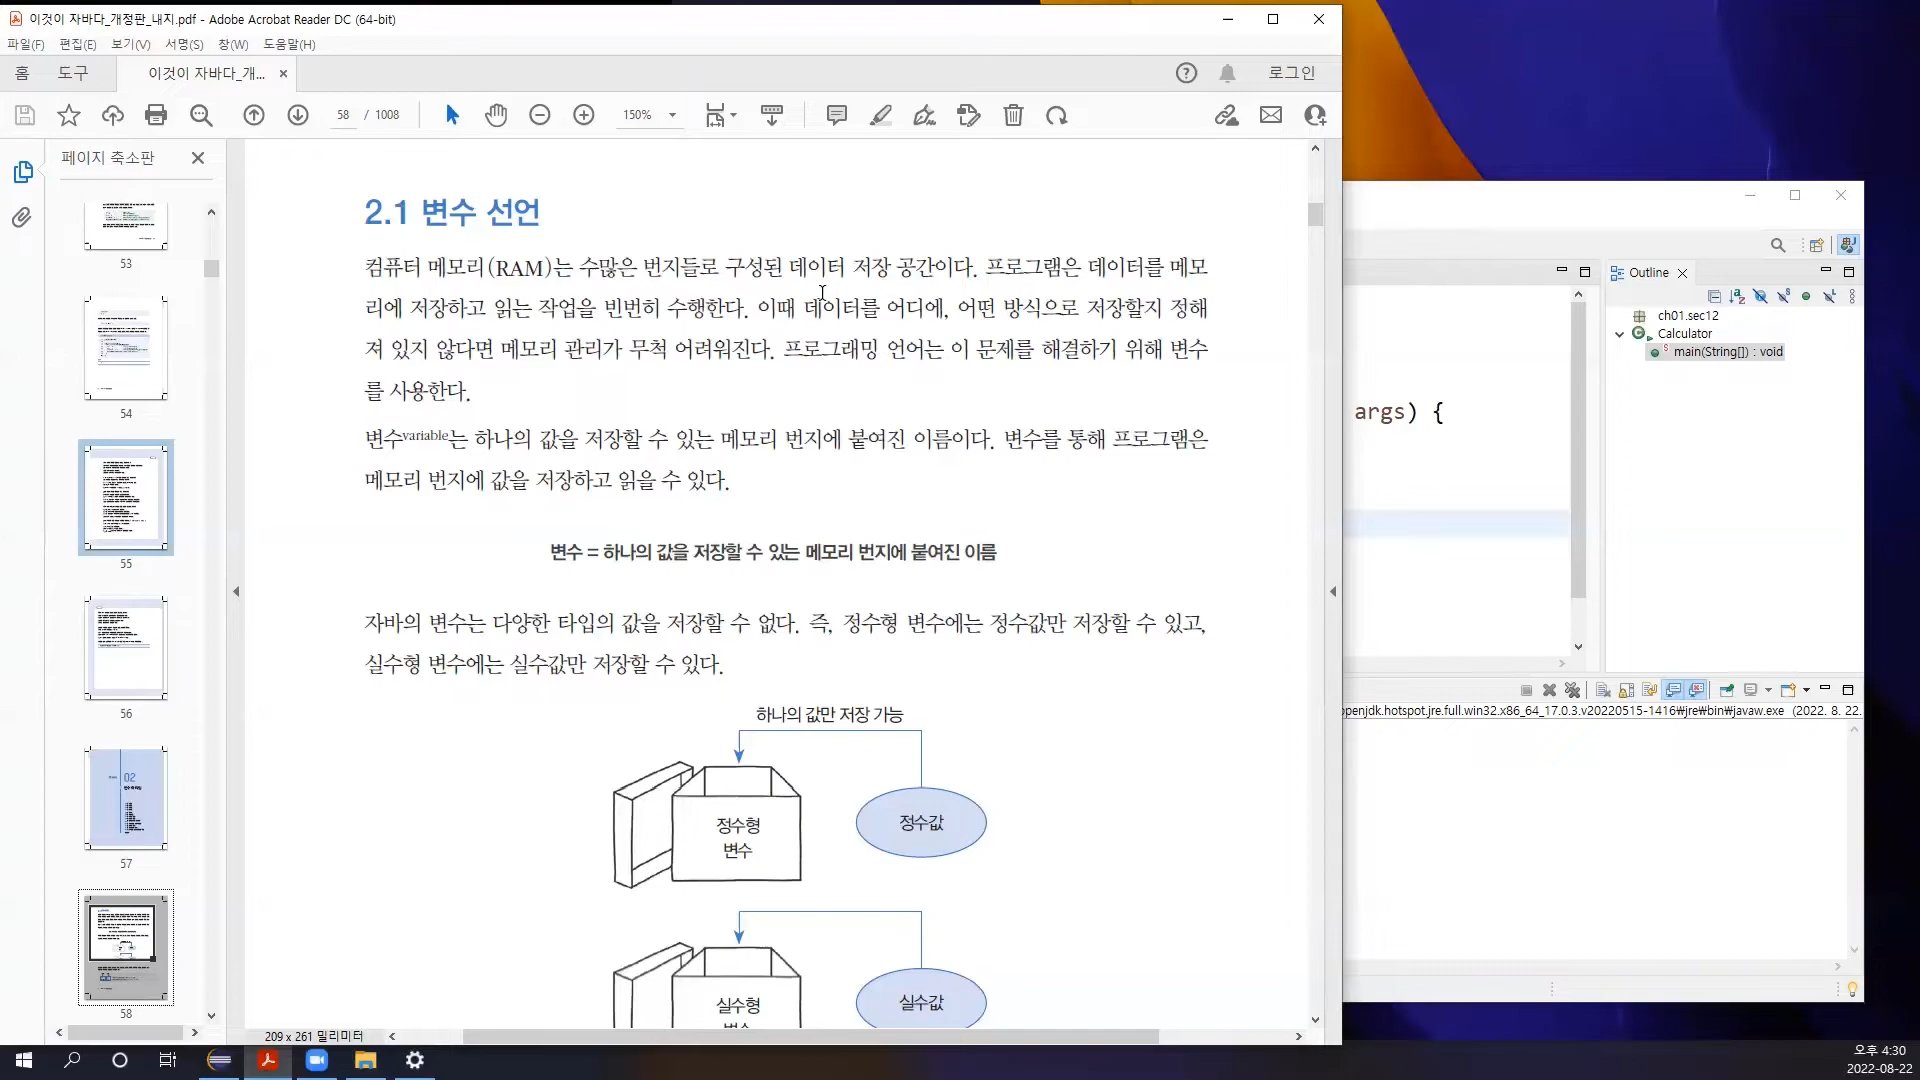 이것이 자바다_개정판_내지.pdf - Adobe Acrobat Reader DC (64-bit)
파일(F) 편집(E) 보기(V) 서명(S) 창(W) 도움말(H)
홈 도구 이것이 자바다_개... 로그인
58 / 1008 150%
페이지 축소판
53
54
55
56
02
57
58
2.1 변수 선언
컴퓨터 메모리(RAM)는 수많은 번지들로 구성된 데이터 저장 공간이다. 프로그램은 데이터를 메모
리에 저장하고 읽는 작업을 빈번히 수행한다. 이때 데이터를 어디에, 어떤 방식으로 저장할지 정해
져 있지 않다면 메모리 관리가 무척 어려워진다. 프로그래밍 언어는 이 문제를 해결하기 위해 변수
를 사용한다.
변수variable는 하나의 값을 저장할 수 있는 메모리 번지에 붙여진 이름이다. 변수를 통해 프로그램은
메모리 번지에 값을 저장하고 읽을 수 있다.
변수 = 하나의 값을 저장할 수 있는 메모리 번지에 붙여진 이름
자바의 변수는 다양한 타입의 값을 저장할 수 없다. 즉, 정수형 변수에는 정수값만 저장할 수 있고,
실수형 변수에는 실수값만 저장할 수 있다.
하나의 값만 저장 가능
정수형
변수
정수값
실수형
변수
실수값
209 x 261 밀리미터
Outline
ch01.sec12
Calculator
main(String[]) : void
args) {
openjdk.hotspot.jre.full.win32.x86_64_17.0.3.v20220515-1416₩jre₩bin₩javaw.exe (2022. 8. 22.
오후 4:30
2022-08-22